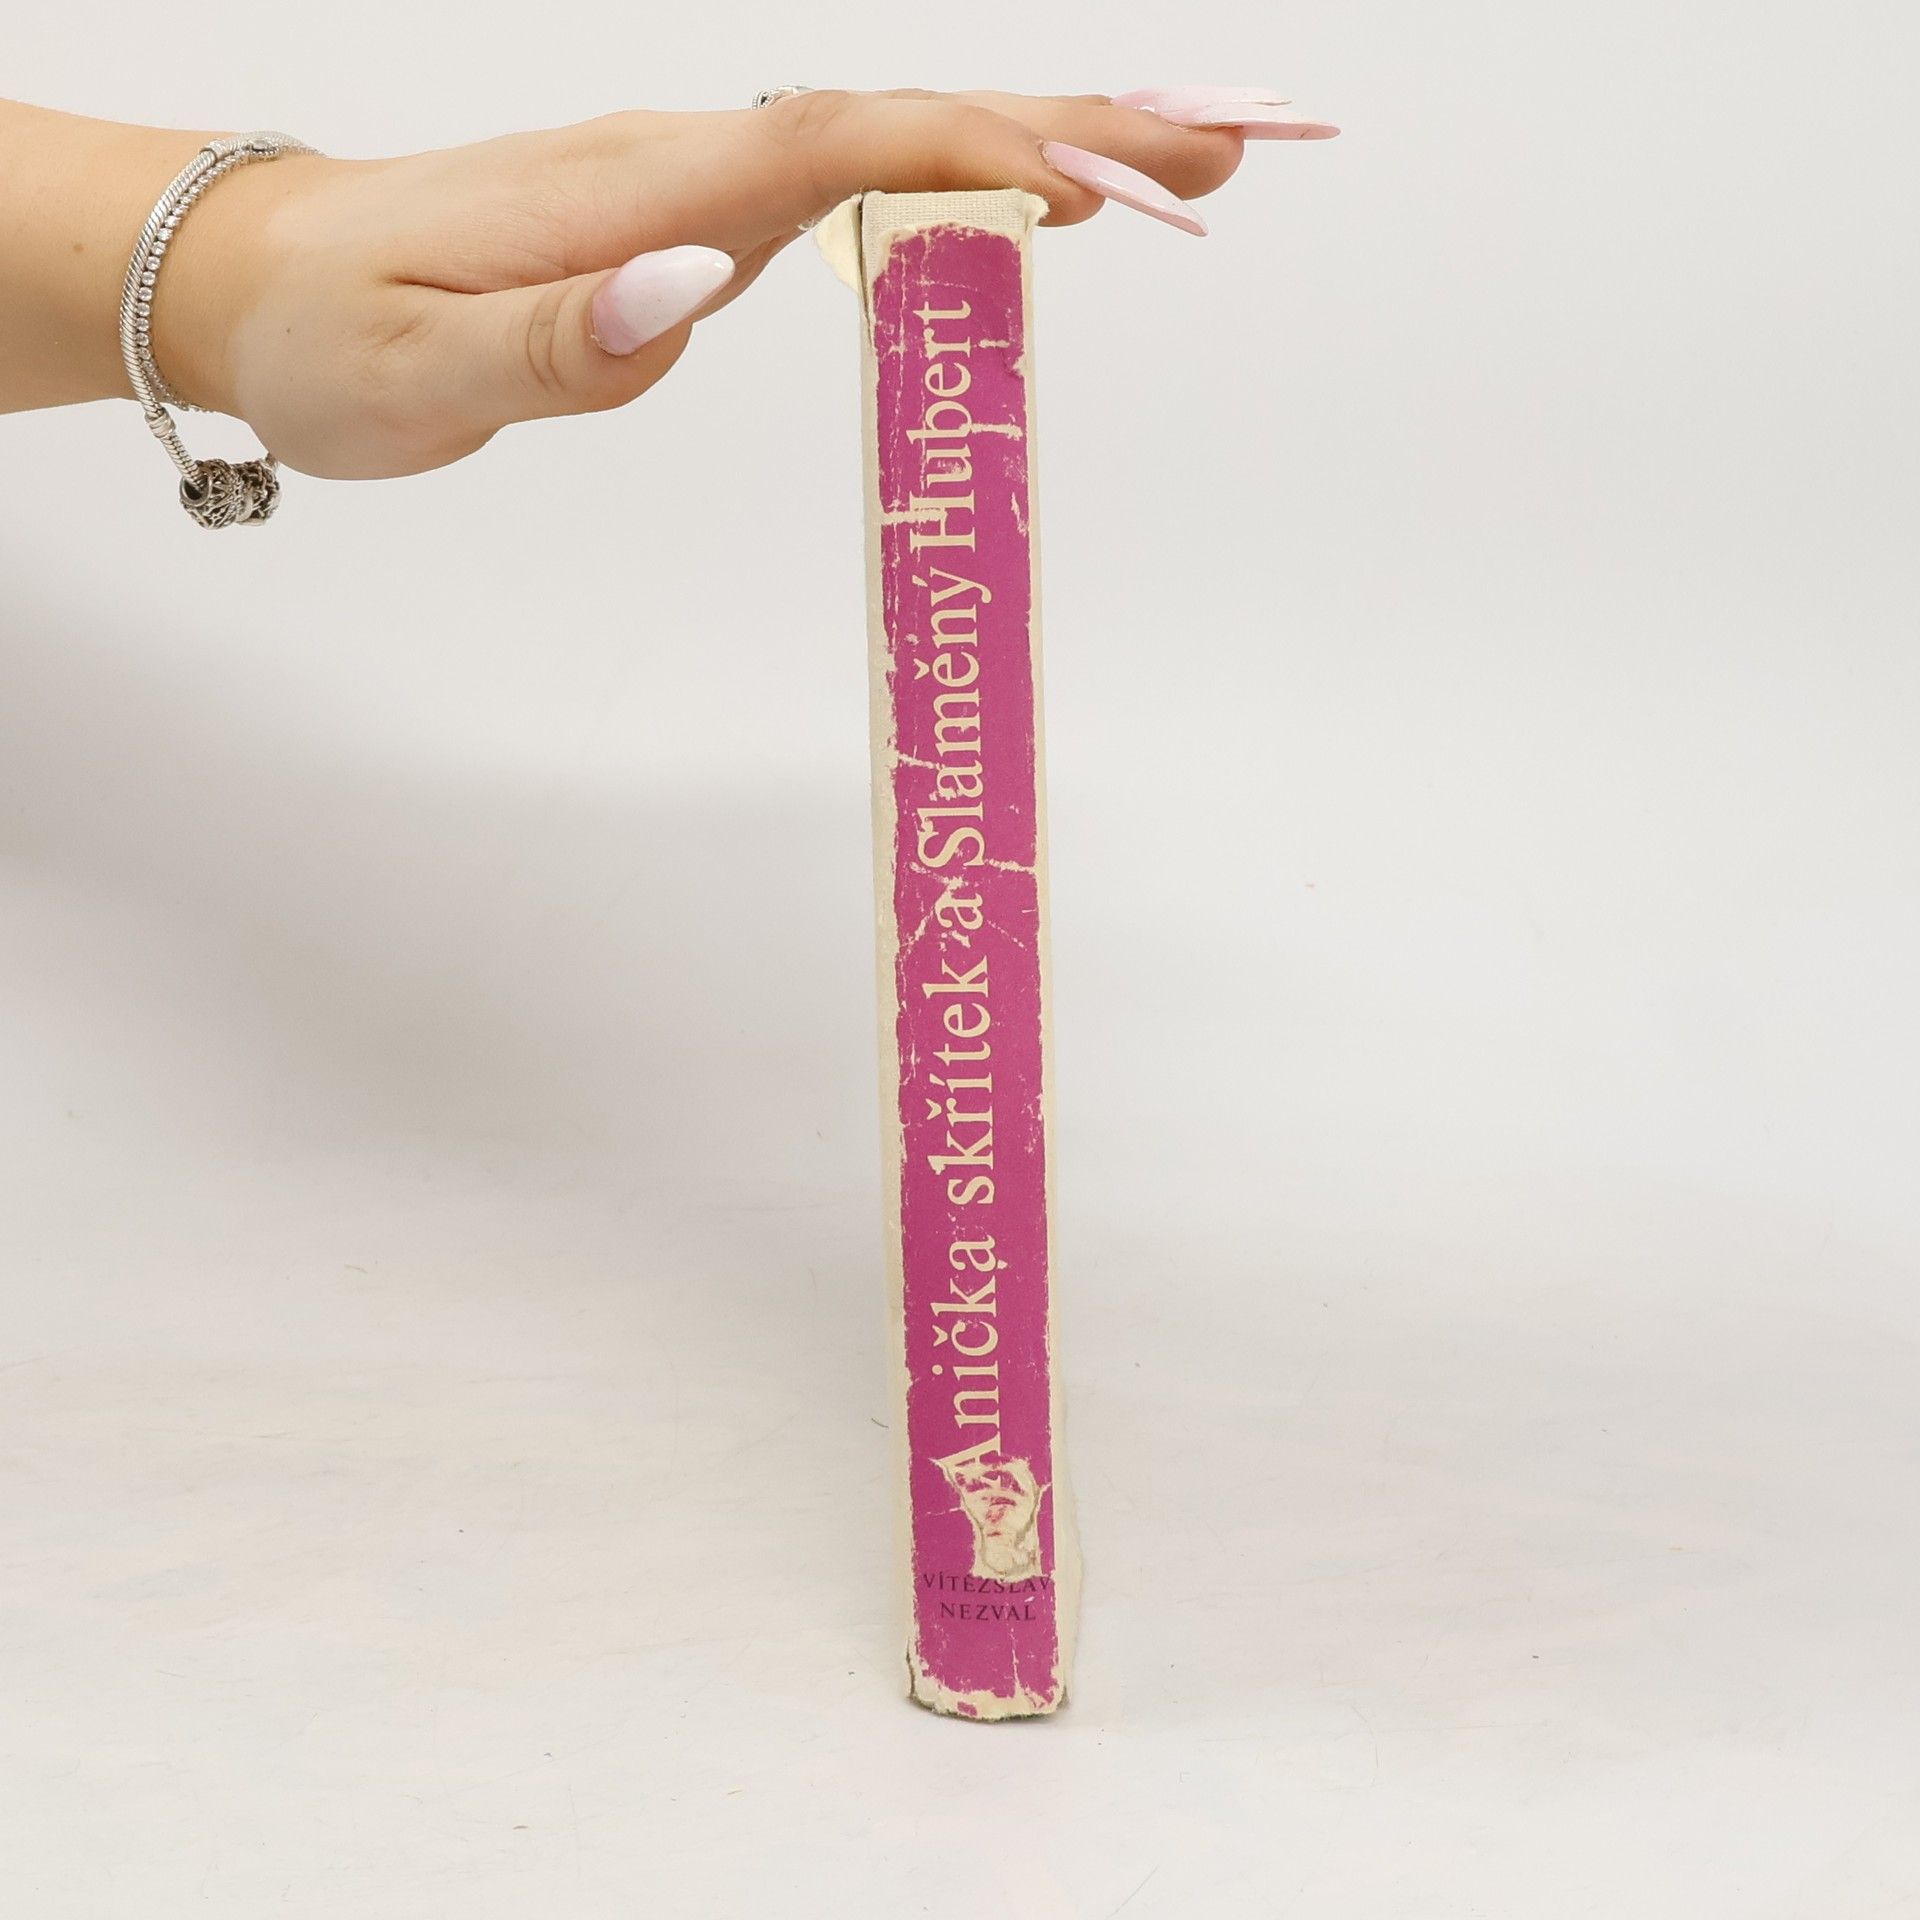 Anička skřítek a Slaměný Hubert
VÍTĚZSLAV
NEZVAL